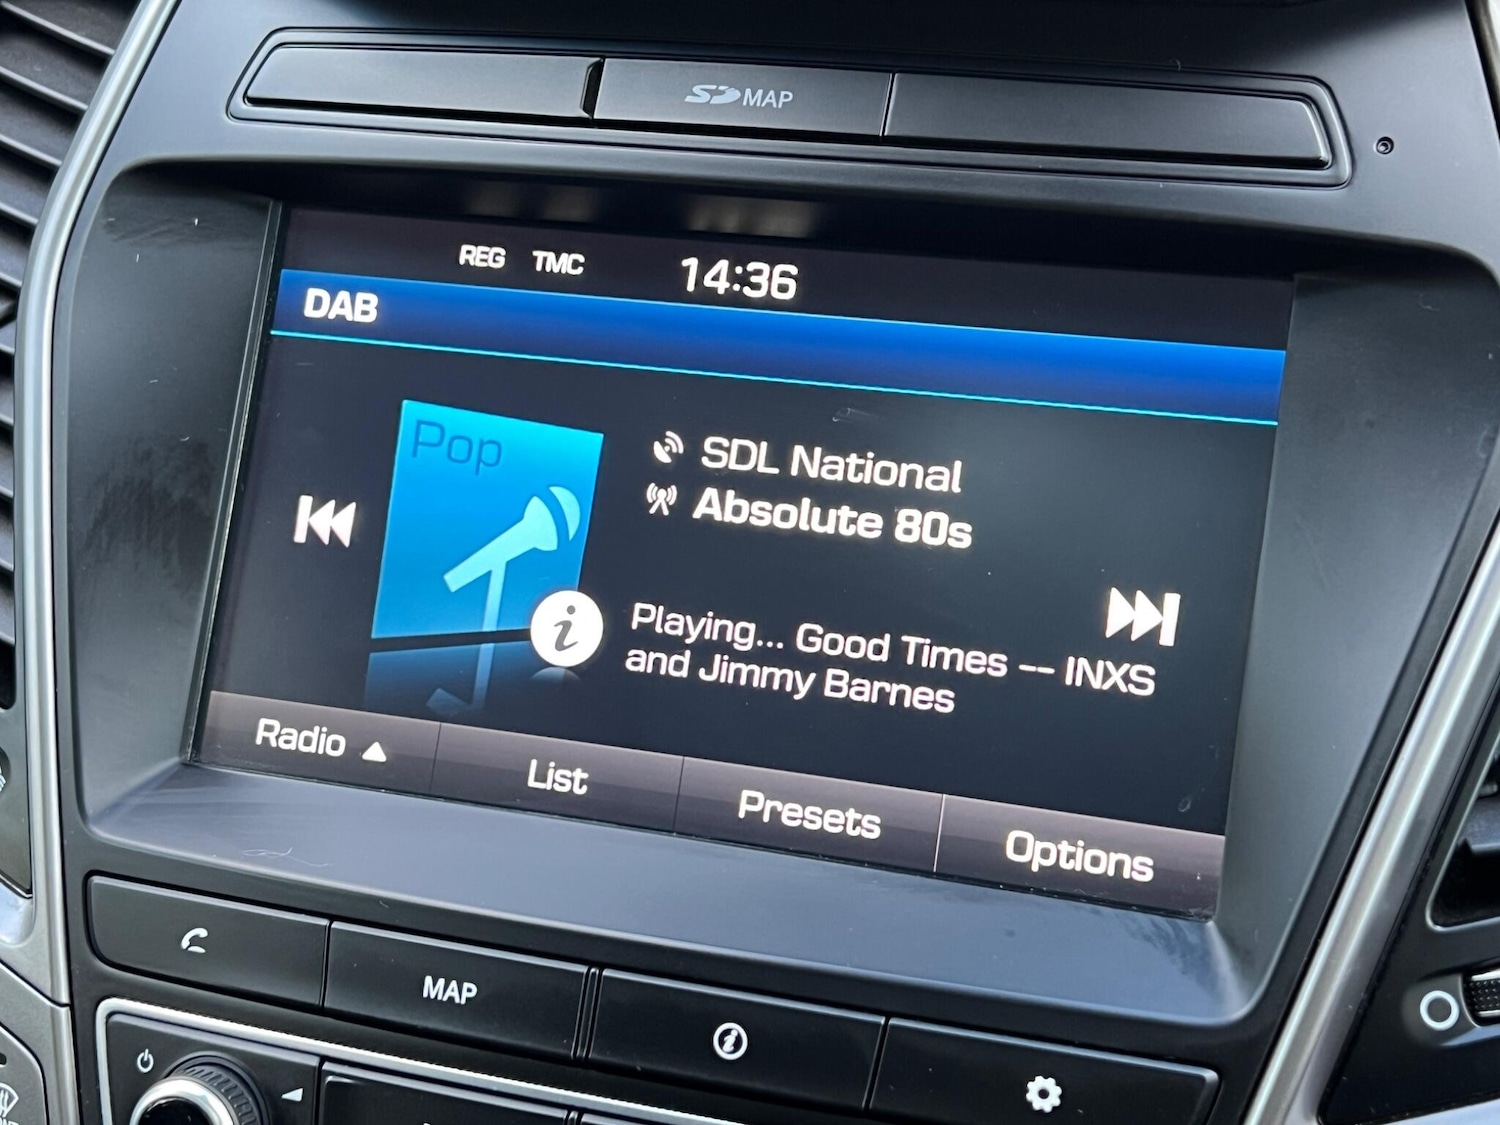 SD MAP
REG TMC 14:36
DAB
Pop
SDL National
Absolute 80s
i
Playing... Good Times -- INXS
and Jimmy Barnes
Radio List Presets Options
MAP
i